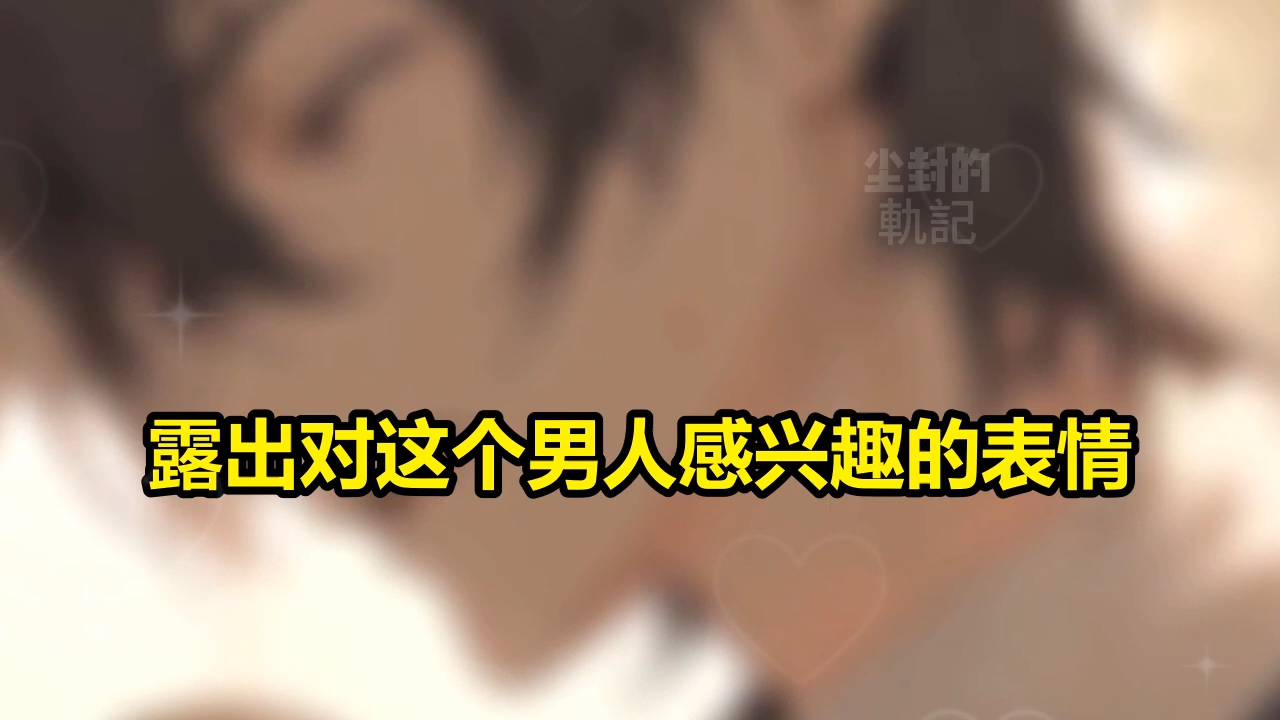 尘封的
軌記
露出对这个男人感兴趣的表情